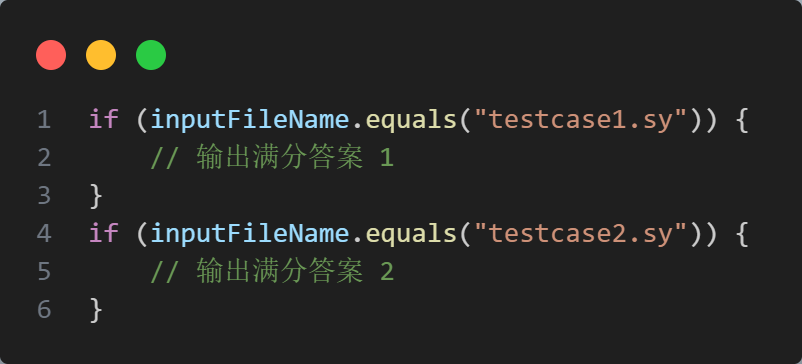 1 if (inputFileName.equals("testcase1.sy")) {
2     // 输出满分答案 1
3 }
4 if (inputFileName.equals("testcase2.sy")) {
5     // 输出满分答案 2
6 }